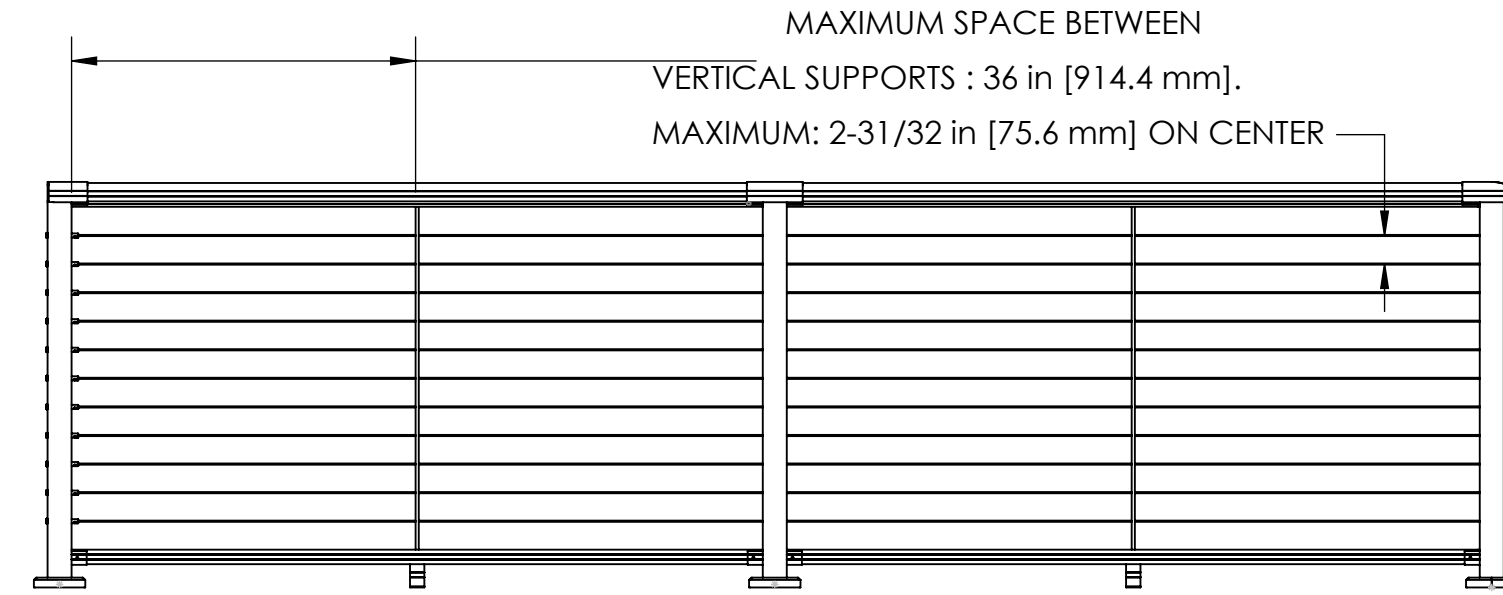 MAXIMUM SPACE BETWEEN
VERTICAL SUPPORTS : 36 in [914.4 mm].
MAXIMUM: 2-31/32 in [75.6 mm] ON CENTER